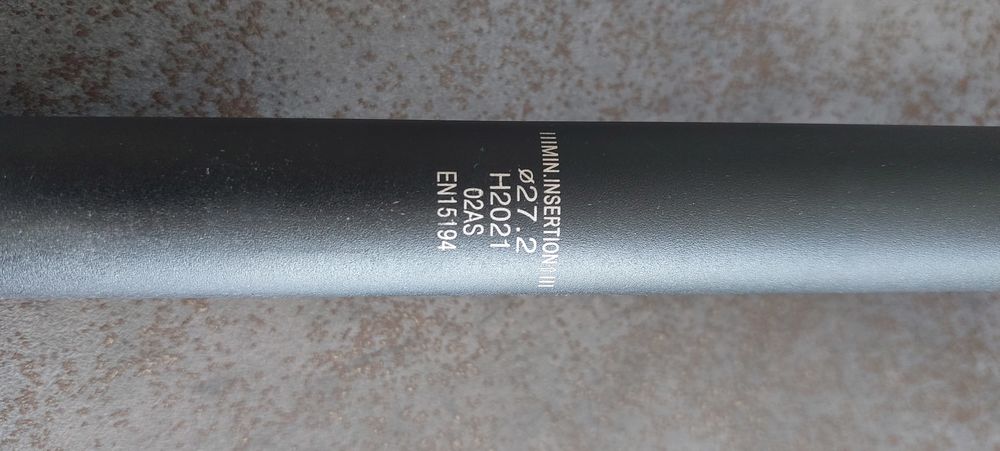 |||MIN.INSERTION|||
ø27.2
H2021
02AS
EN15194